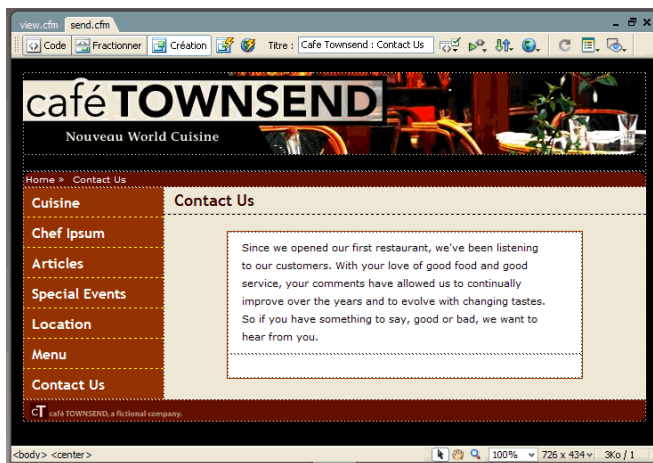 view.cfm send.cfm
Code Fractionner Création Titre : Cafe Townsend : Contact Us
café TOWNSEND
Nouveau World Cuisine
Home » Contact Us
Cuisine
Chef Ipsum
Articles
Special Events
Location
Menu
Contact Us
Contact Us
Since we opened our first restaurant, we've been listening
to our customers. With your love of good food and good
service, your comments have allowed us to continually
improve over the years and to evolve with changing tastes.
So if you have something to say, good or bad, we want to
hear from you.
cT café TOWNSEND, a fictional company.
<body> <center> 100% 726 x 434 3Ko / 1